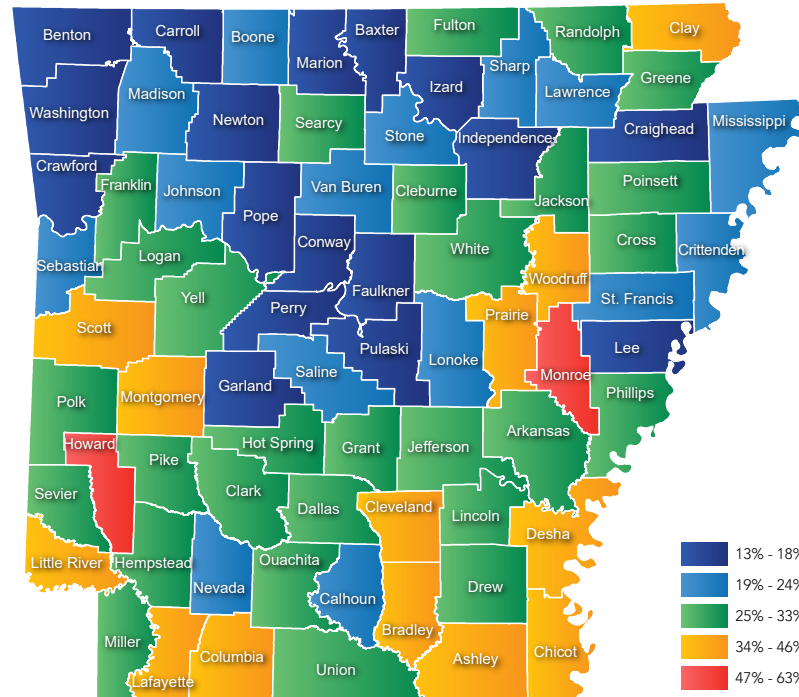 Benton
Carroll
Boone
Baxter
Fulton
Randolph
Clay
Marion
Sharp
Izard
Greene
Madison
Lawrence
Washington
Newton
Searcy
Stone
Independence
Craighead
Mississippi
Crawford
Franklin
Johnson
Van Buren
Cleburne
Poinsett
Jackson
Pope
Conway
White
Cross
Crittenden
Sebastian
Logan
Woodruff
Yell
Faulkner
St. Francis
Perry
Prairie
Scott
Pulaski
Lonoke
Lee
Saline
Monroe
Garland
Montgomery
Polk
Phillips
Arkansas
Howard
Hot Spring
Grant
Jefferson
Pike
Sevier
Clark
Dallas
Cleveland
Lincoln
Desha
Little River
Hempstead
Ouachita
Nevada
Calhoun
Drew
Bradley
Miller
Columbia
Union
Ashley
Chicot
Lafayette
13% - 18%
19% - 24%
25% - 33%
34% - 46%
47% - 63%